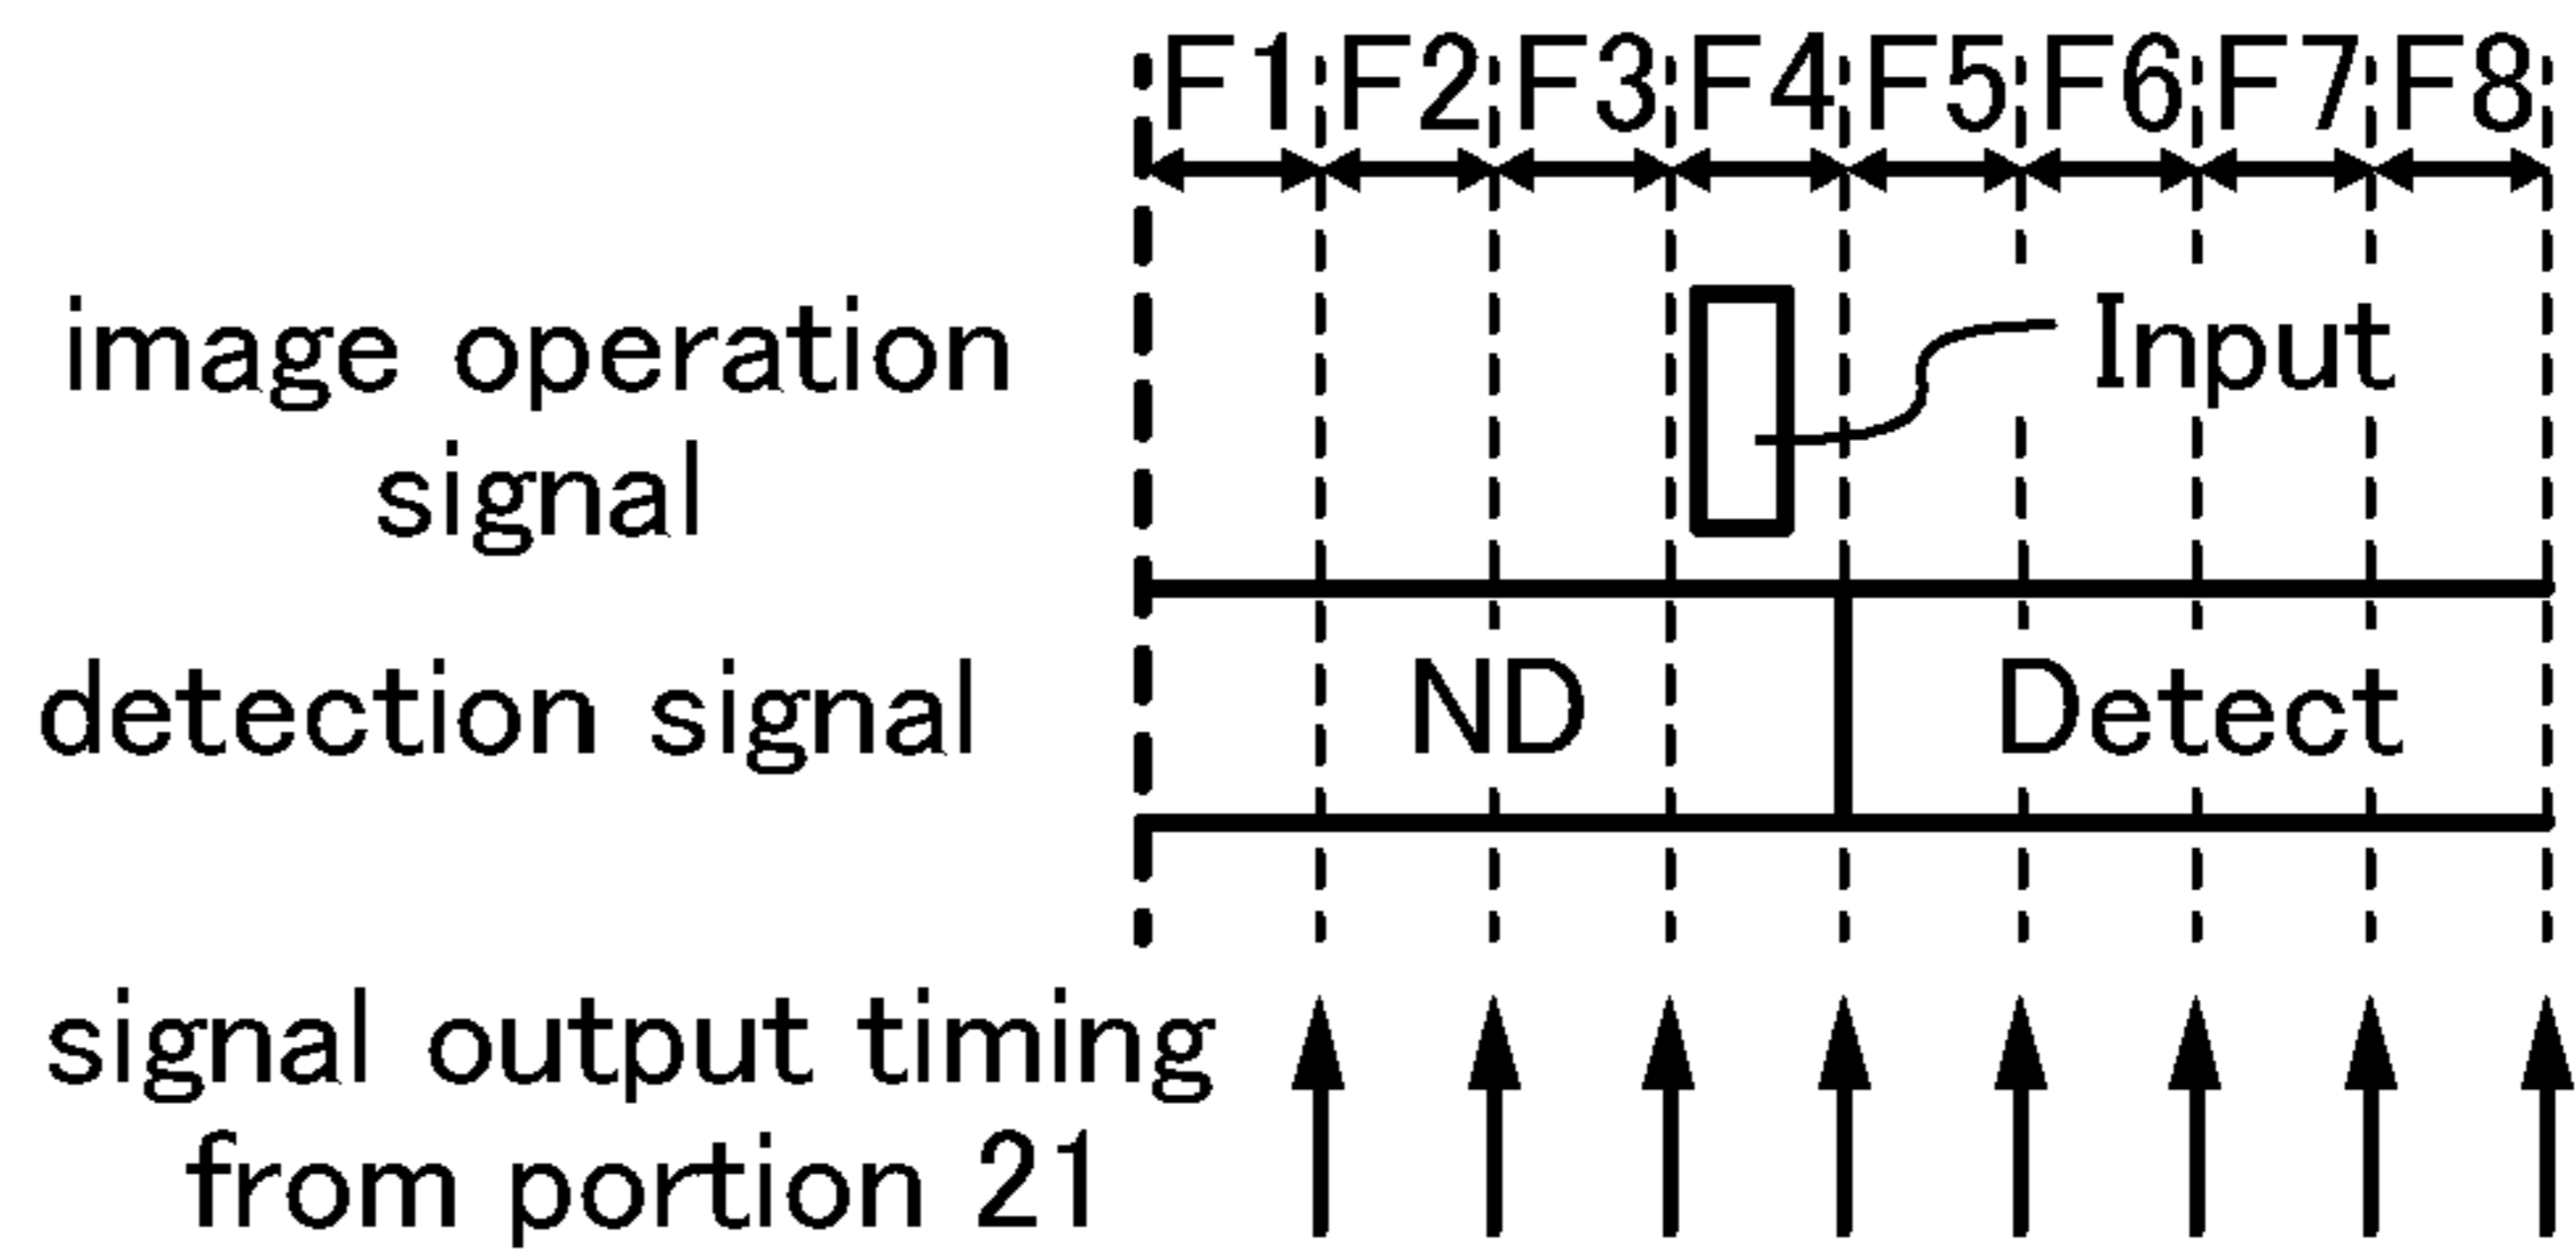 F1 F2 F3 F4 F5 F6 F7 F8
image operation
signal
Input
detection signal
ND
Detect
signal output timing
from portion 21